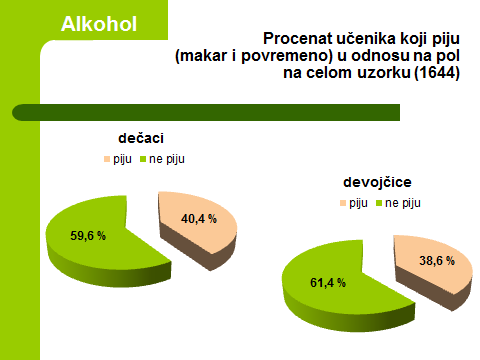 Alkohol
Procenat učenika koji piju
(makar i povremeno) u odnosu na pol
na celom uzorku (1644)
dečaci
piju ne piju
40,4 %
59,6 %
devojčice
piju ne piju
38,6 %
61,4 %